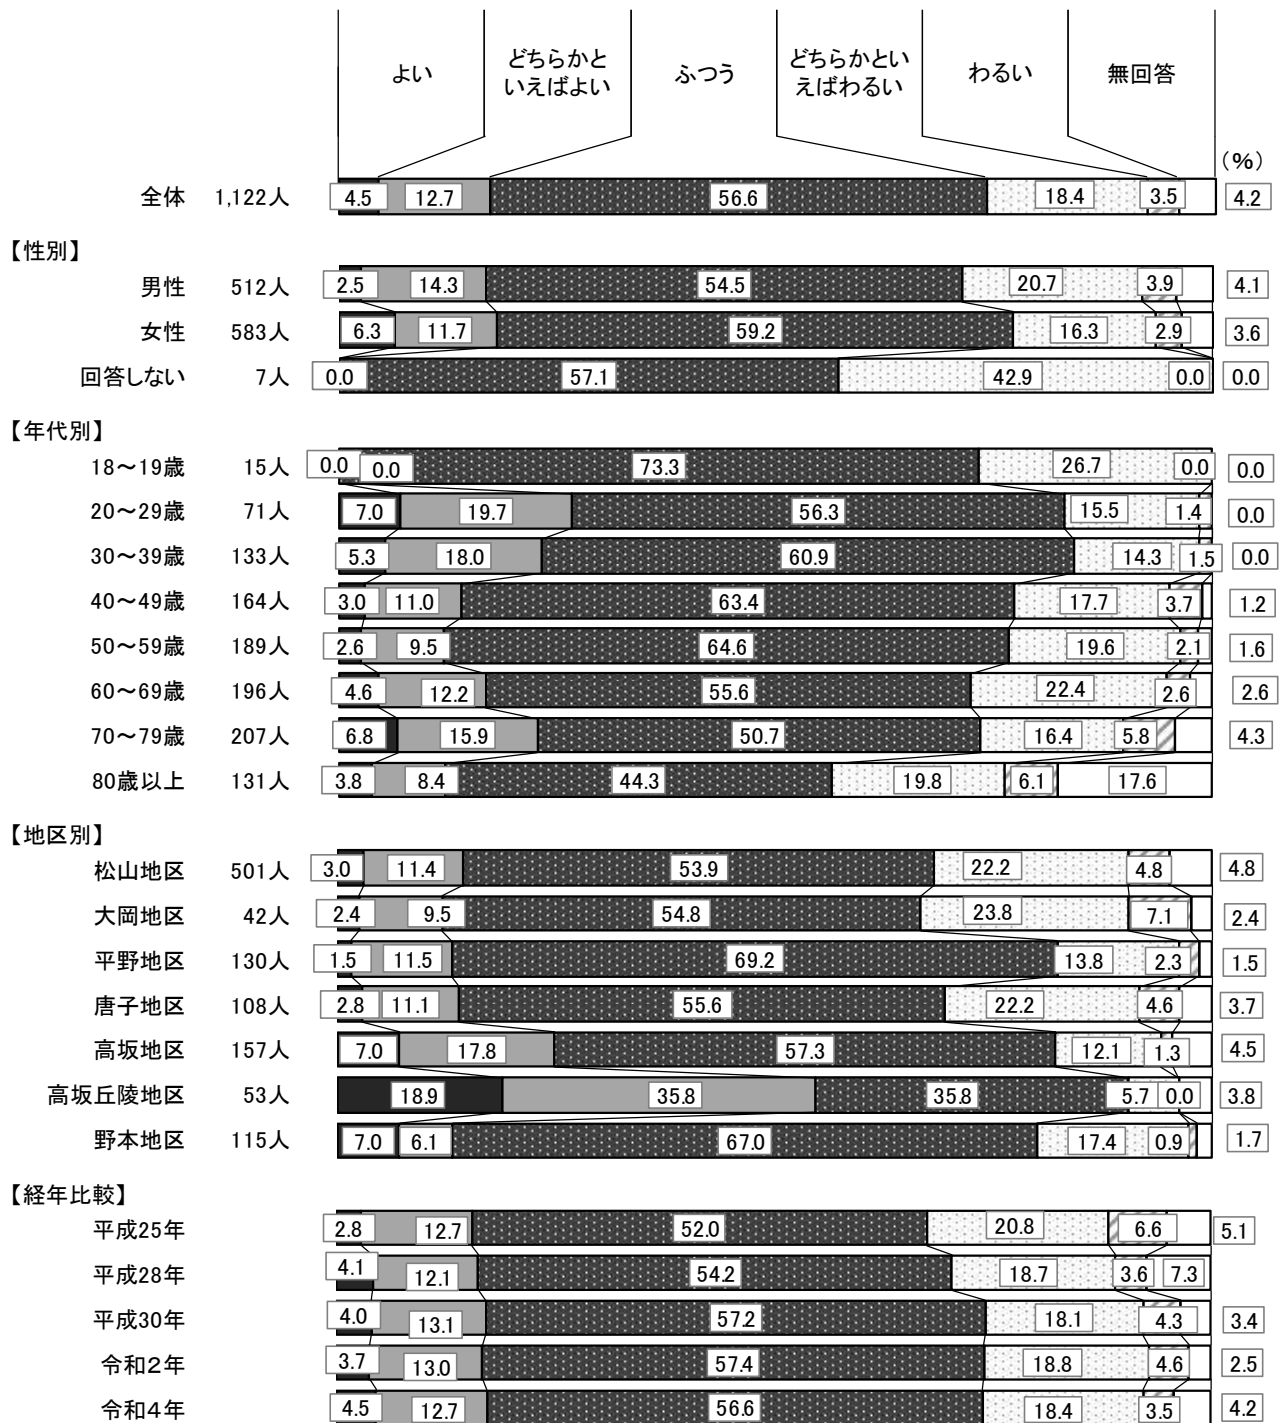 よい
どちらかと
いえばよい
ふつう
どちらかとい
えばわるい
わるい
無回答
(%)
全体 1,122人 4.5 12.7 56.6 18.4 3.5 4.2
【性別】
男性 512人 2.5 14.3 54.5 20.7 3.9 4.1
女性 583人 6.3 11.7 59.2 16.3 2.9 3.6
回答しない 7人 0.0 57.1 42.9 0.0 0.0
【年代別】
18～19歳 15人 0.0 0.0 73.3 26.7 0.0 0.0
20～29歳 71人 7.0 19.7 56.3 15.5 1.4 0.0
30～39歳 133人 5.3 18.0 60.9 14.3 1.5 0.0
40～49歳 164人 3.0 11.0 63.4 17.7 3.7 1.2
50～59歳 189人 2.6 9.5 64.6 19.6 2.1 1.6
60～69歳 196人 4.6 12.2 55.6 22.4 2.6 2.6
70～79歳 207人 6.8 15.9 50.7 16.4 5.8 4.3
80歳以上 131人 3.8 8.4 44.3 19.8 6.1 17.6
【地区別】
松山地区 501人 3.0 11.4 53.9 22.2 4.8 4.8
大岡地区 42人 2.4 9.5 54.8 23.8 7.1 2.4
平野地区 130人 1.5 11.5 69.2 13.8 2.3 1.5
唐子地区 108人 2.8 11.1 55.6 22.2 4.6 3.7
高坂地区 157人 7.0 17.8 57.3 12.1 1.3 4.5
高坂丘陵地区 53人 18.9 35.8 35.8 5.7 0.0 3.8
野本地区 115人 7.0 6.1 67.0 17.4 0.9 1.7
【経年比較】
平成25年 2.8 12.7 52.0 20.8 6.6 5.1
平成28年 4.1 12.1 54.2 18.7 3.6 7.3
平成30年 4.0 13.1 57.2 18.1 4.3 3.4
令和2年 3.7 13.0 57.4 18.8 4.6 2.5
令和4年 4.5 12.7 56.6 18.4 3.5 4.2